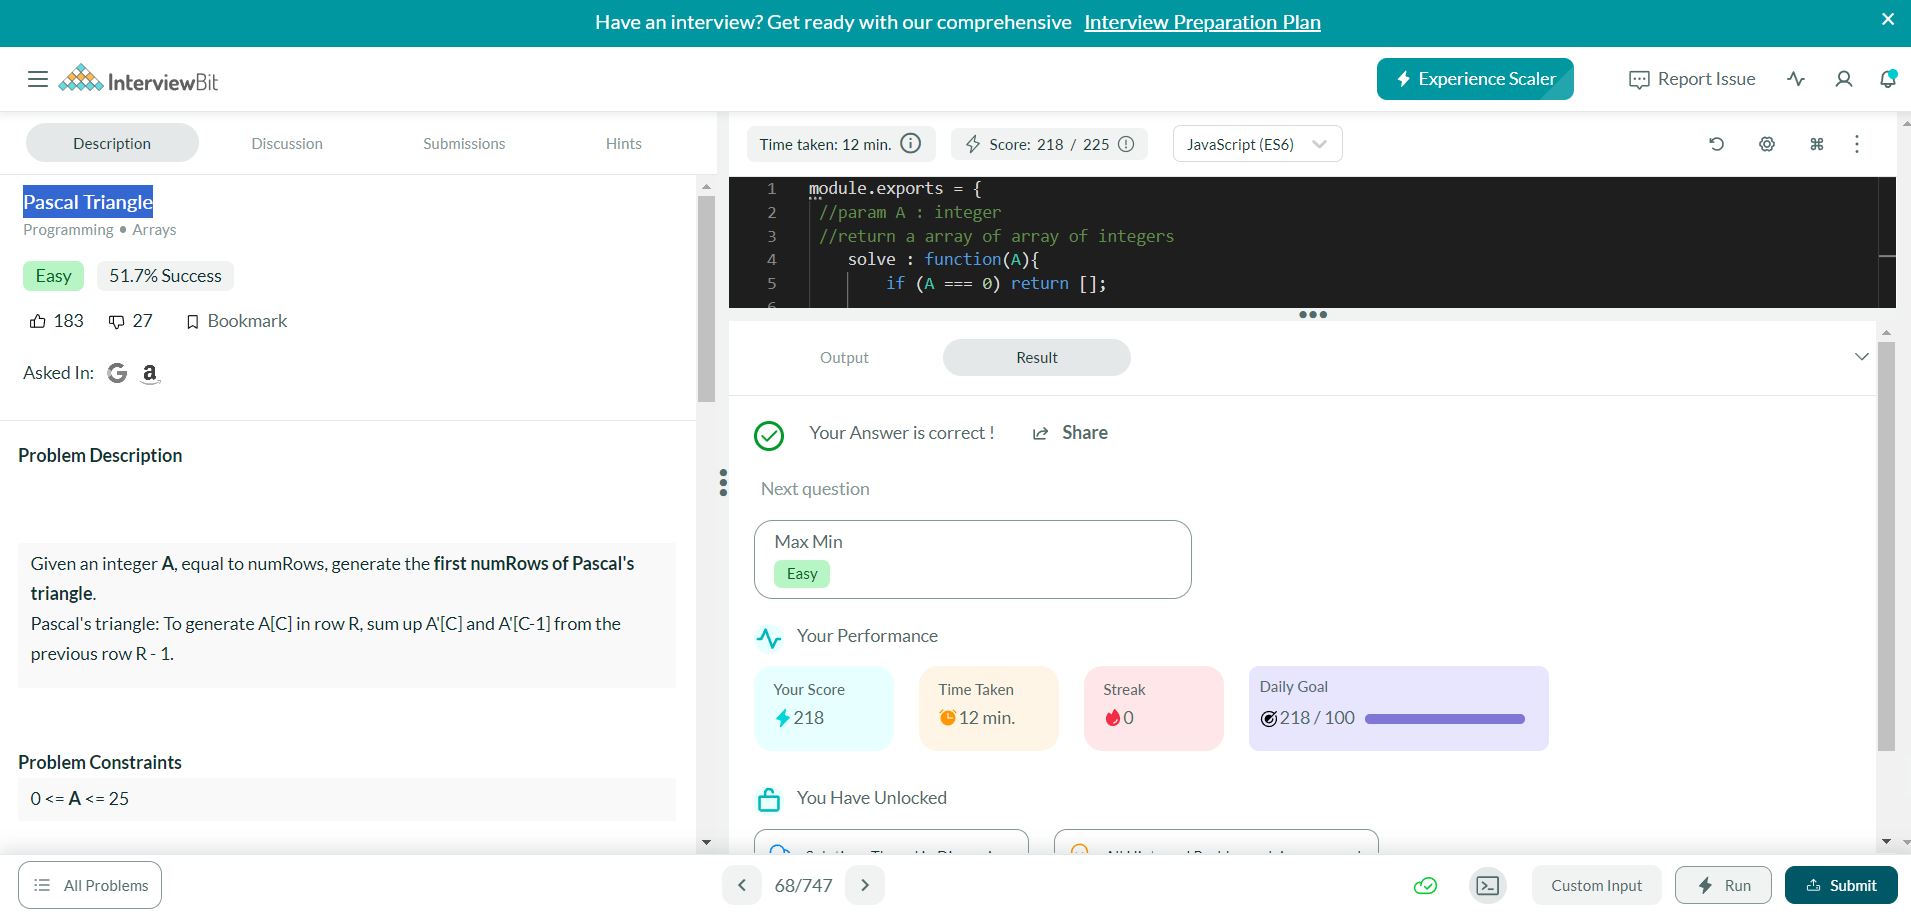 Have an interview? Get ready with our comprehensive Interview Preparation Plan
InterviewBit
Experience Scaler
Report Issue
Description
Discussion
Submissions
Hints
Pascal Triangle
Programming • Arrays
Easy
51.7% Success
183
27
Bookmark
Asked In:
Problem Description
Given an integer A, equal to numRows, generate the first numRows of Pascal's
triangle.
Pascal's triangle: To generate A[C] in row R, sum up A'[C] and A'[C-1] from the
previous row R - 1.
Problem Constraints
0 <= A <= 25
Time taken: 12 min.
Score: 218 / 225
JavaScript (ES6)
1 module.exports = {
2 //param A : integer
3 //return a array of array of integers
4 solve : function(A){
5 if (A === 0) return [];
6
Output
Result
Your Answer is correct !
Share
Next question
Max Min
Easy
Your Performance
Your Score
218
Time Taken
12 min.
Streak
0
Daily Goal
218 / 100
You Have Unlocked
All Problems
68/747
Custom Input
Run
Submit